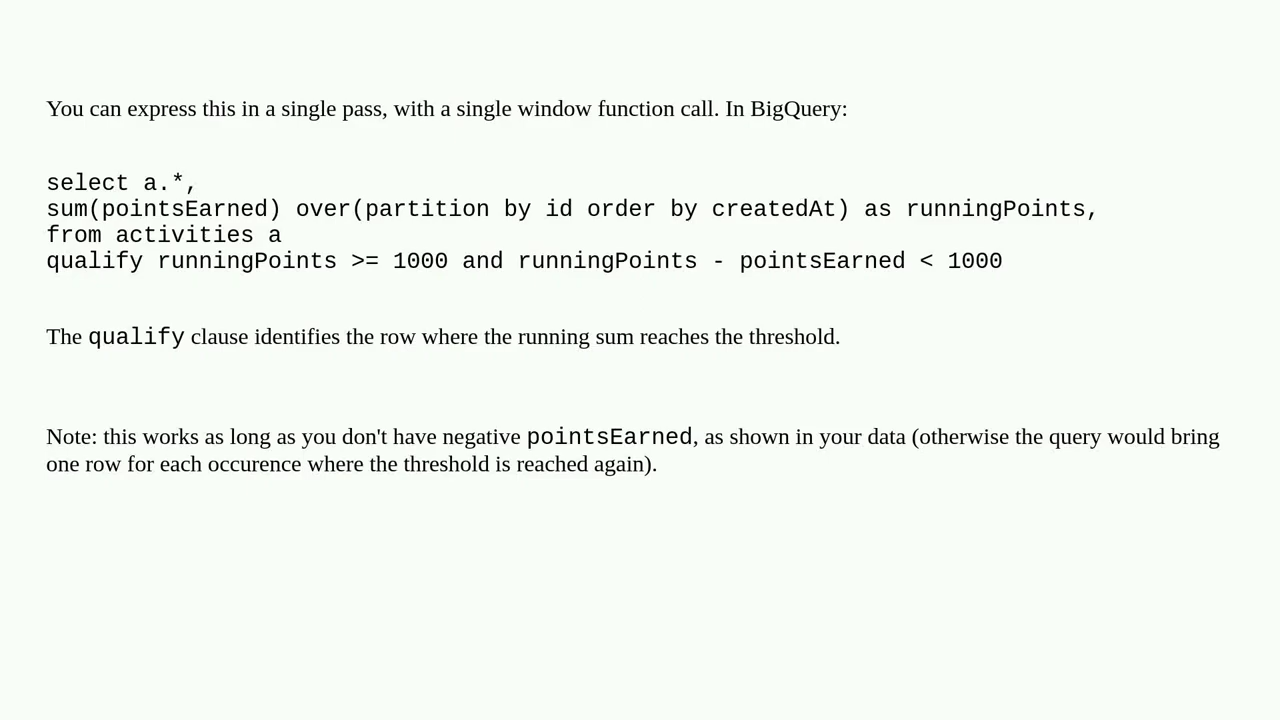 You can express this in a single pass, with a single window function call. In BigQuery:
select a.*,
sum(pointsEarned) over(partition by id order by createdAt) as runningPoints,
from activities a
qualify runningPoints >= 1000 and runningPoints - pointsEarned < 1000
The qualify clause identifies the row where the running sum reaches the threshold.
Note: this works as long as you don't have negative pointsEarned, as shown in your data (otherwise the query would bring
one row for each occurence where the threshold is reached again).